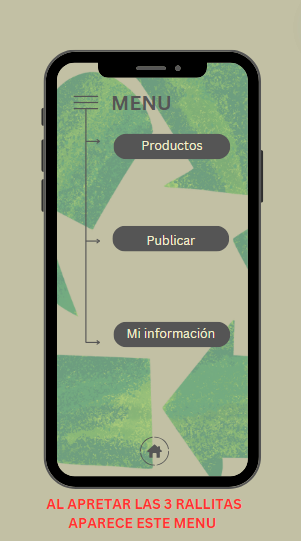 MENU
Productos
Publicar
Mi información
AL APRETAR LAS 3 RALLITAS
APARECE ESTE MENU